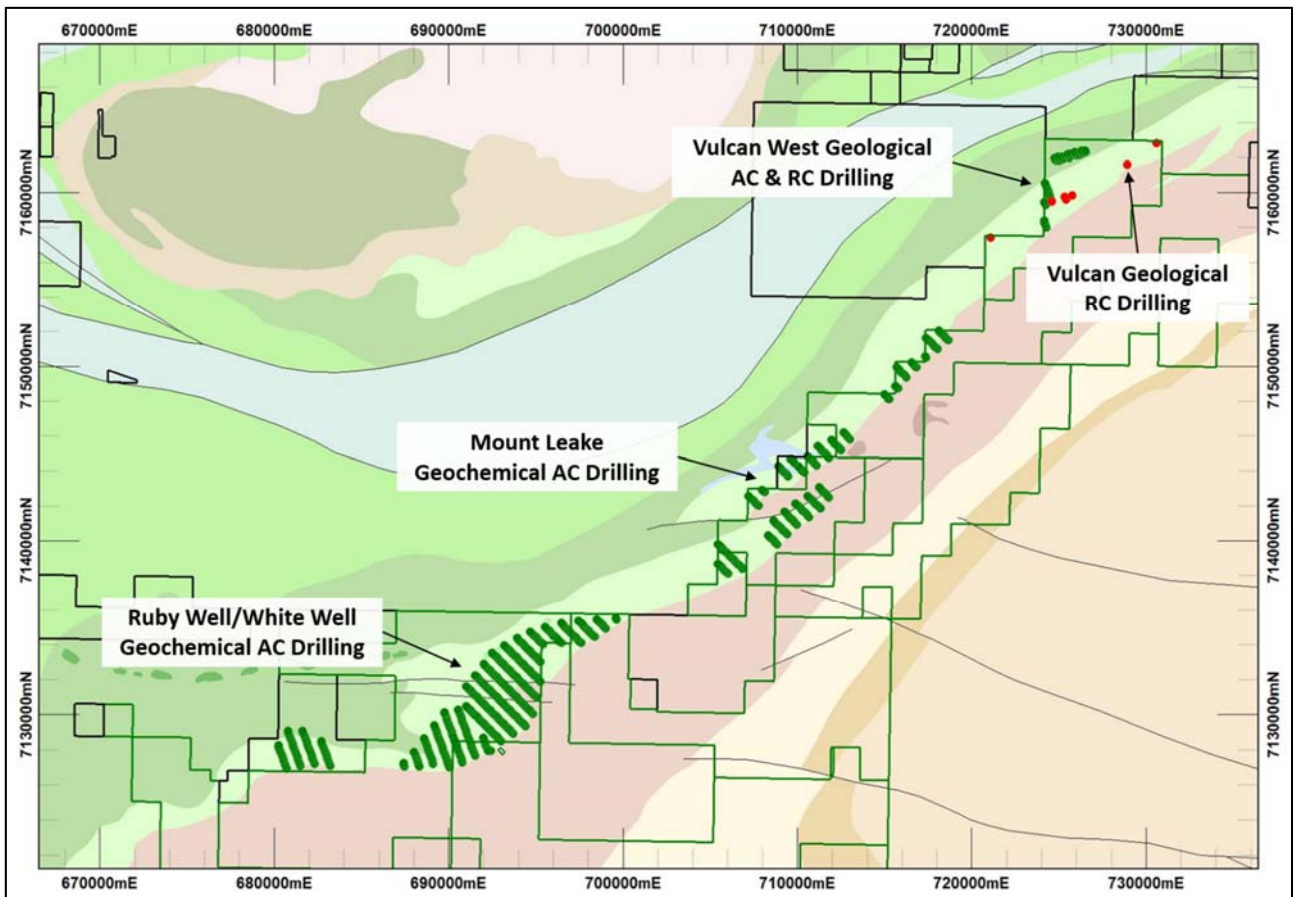 670000mE
680000mE
690000mE
700000mE
710000mE
720000mE
730000mE
7160000mN
7150000mN
7140000mN
7130000mN
Vulcan West Geological
AC & RC Drilling
Vulcan Geological
RC Drilling
Mount Leake
Geochemical AC Drilling
Ruby Well/White Well
Geochemical AC Drilling
7160000mN
7150000mN
7140000mN
7130000mN
670000mE
680000mE
690000mE
700000mE
710000mE
720000mE
730000mE